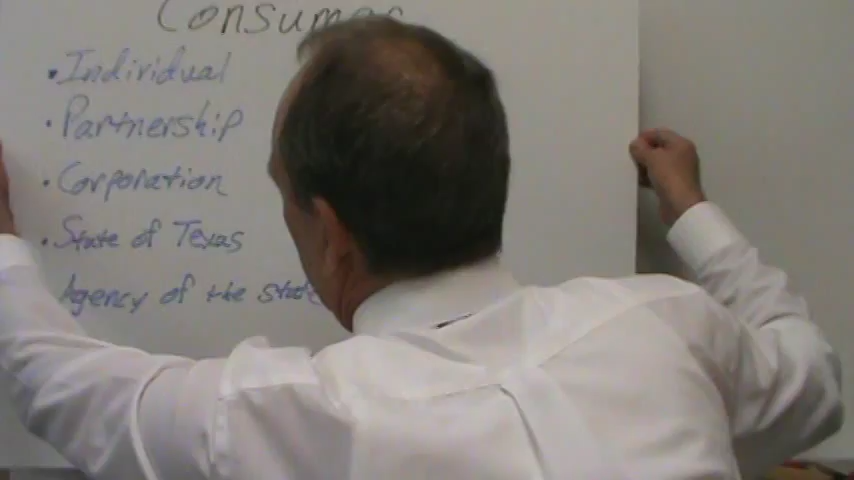 Consumer
• Individual
• Partnership
• Corporation
• State of Texas
Agency of the state